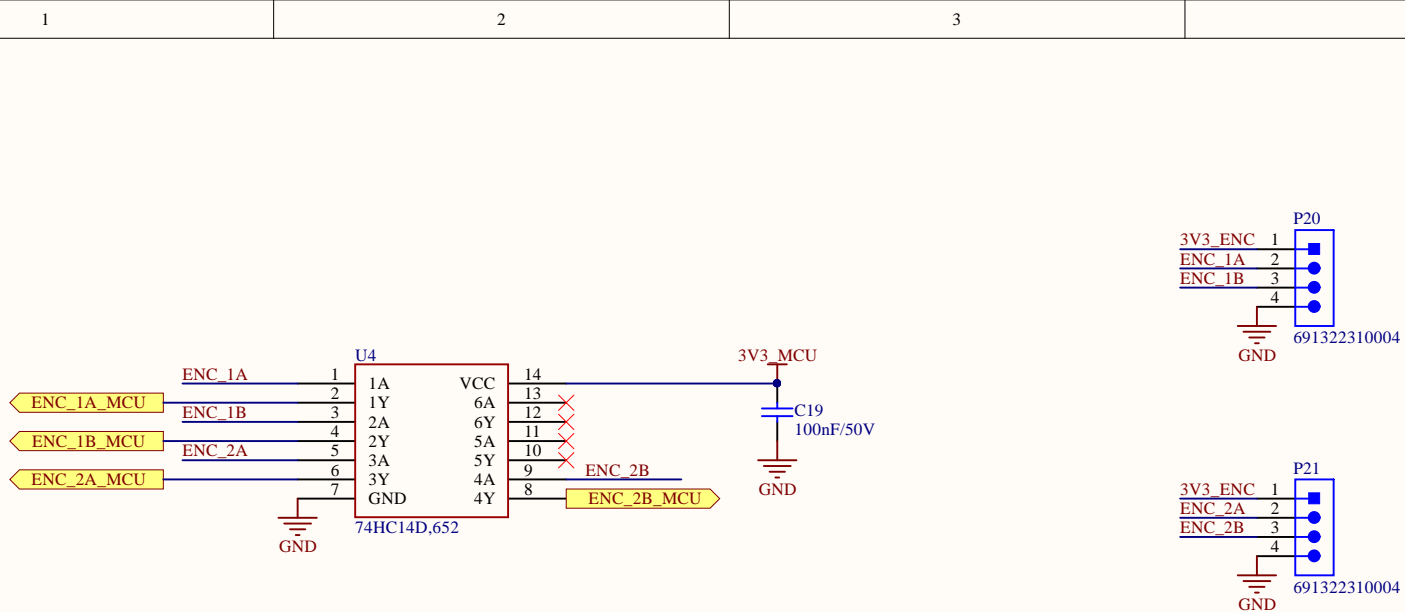 1 2 3
P20
3V3_ENC 1
ENC_1A 2
ENC_1B 3
4
691322310004
GND
U4
3V3_MCU
ENC_1A 1 1A VCC 14
ENC_1A_MCU 2 1Y 6A 13
ENC_1B 3 2A 6Y 12
C19
ENC_1B_MCU 4 2Y 5A 11
100nF/50V
ENC_2A 5 3A 5Y 10
ENC_2A_MCU 6 3Y 4A 9 ENC_2B
7 GND 4Y 8 ENC_2B_MCU
GND
74HC14D,652
GND
P21
3V3_ENC 1
ENC_2A 2
ENC_2B 3
4
691322310004
GND